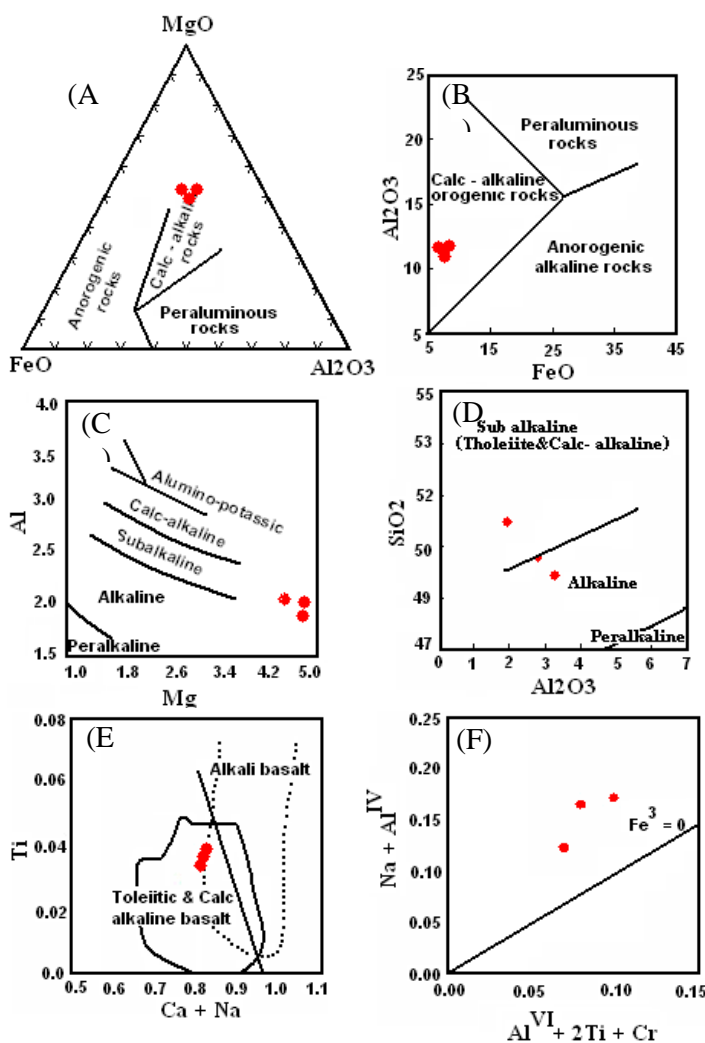 MgO
(A
Anorogenic
rocks
Calc - alkali
rocks
Peraluminous
rocks
FeO
Al2O3
(B
)
25
20
15
10
5
Al2O3
Peraluminous
rocks
Calc - alkaline
orogenic rocks
Anorogenic
alkaline rocks
5
15
25
35
45
FeO
(C
)
4.0
3.5
3.0
2.5
2.0
1.5
Al
Alumino-potassic
Calc-alkaline
Subalkaline
Alkaline
Peralkaline
1.0
1.8
2.6
3.4
4.2
5.0
Mg
(D
55
53
51
50
49
48
47
SiO2
Sub alkaline
(Tholeiite&Calc- alkaline)
Alkaline
Peralkaline
0
1
2
3
4
5
6
7
Al2O3
(E
0.08
0.06
0.04
0.02
0.0
Ti
Alkali basalt
Toleiitic & Calc
alkaline basalt
0.5
0.6
0.7
0.8
0.9
1.0
1.1
Ca + Na
(F)
0.25
0.20
0.15
0.10
0.05
0.00
Na + Al^IV
Fe^3 = 0
0.00
0.05
0.10
0.15
Al^VI + 2Ti + Cr